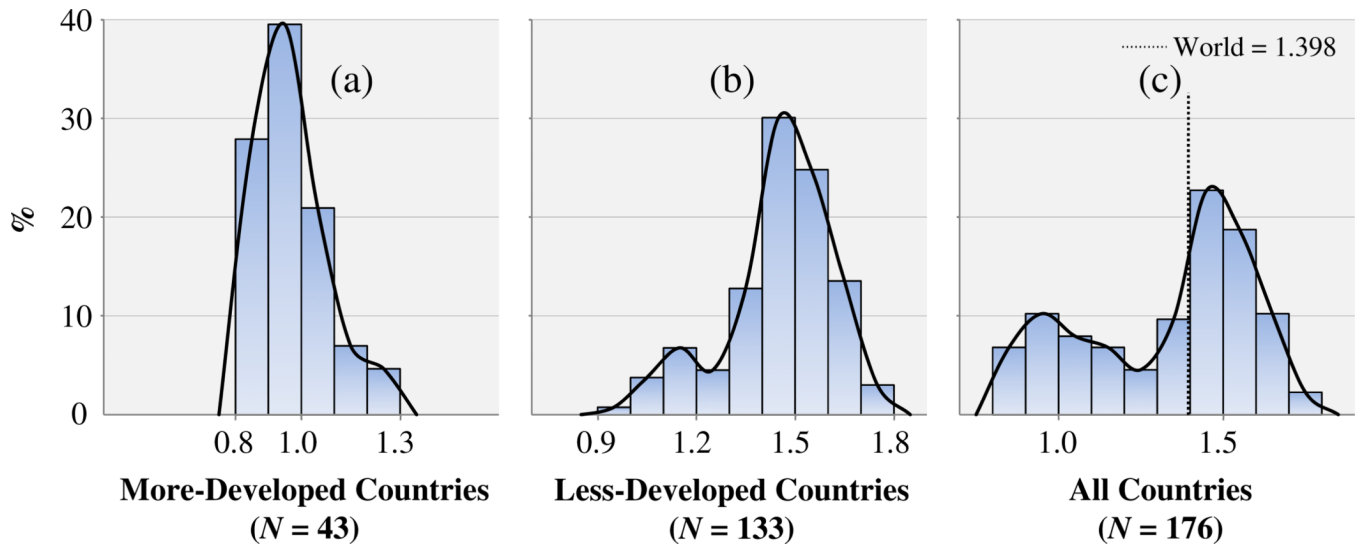 %
40
30
20
10
0
(a)
0.8 1.0 1.3
More-Developed Countries
(N = 43)
(b)
0.9 1.2 1.5 1.8
Less-Developed Countries
(N = 133)
World = 1.398
(c)
1.0 1.5
All Countries
(N = 176)